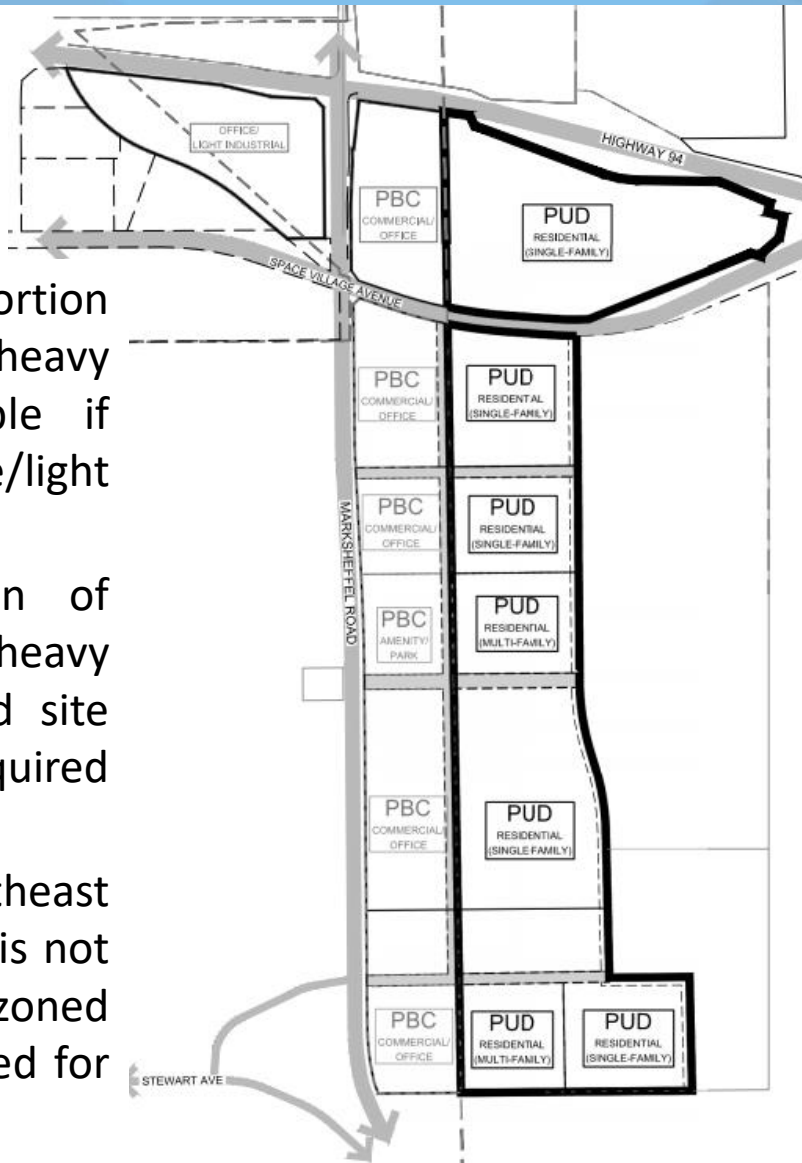 ortion
heavy
ple if
e/light
n of
heavy
d site
quired
theast
is not
zoned
ed for
OFFICE/
LIGHT INDUSTRIAL
HIGHWAY 94
PBC
COMMERCIAL/
OFFICE
PUD
RESIDENTIAL
(SINGLE-FAMILY)
SPACE VILLAGE AVENUE
PBC
COMMERCIAL/
OFFICE
PUD
RESIDENTAL
(SINGLE-FAMILY)
MARKSHEFFEL ROAD
PBC
COMMERCIAL/
OFFICE
PUD
RESIDENTIAL
(SINGLE-FAMILY)
PBC
AMENITY/
PARK
PUD
RESIDENTIAL
(MULTI-FAMILY)
PBC
COMMERCIAL/
OFFICE
PUD
RESIDENTIAL
(SINGLE FAMILY)
PBC
COMMERCIAL/
OFFICE
PUD
RESIDENTIAL
(MULTI-FAMILY)
PUD
RESIDENTIAL
(SINGLE-FAMILY)
STEWART AVE